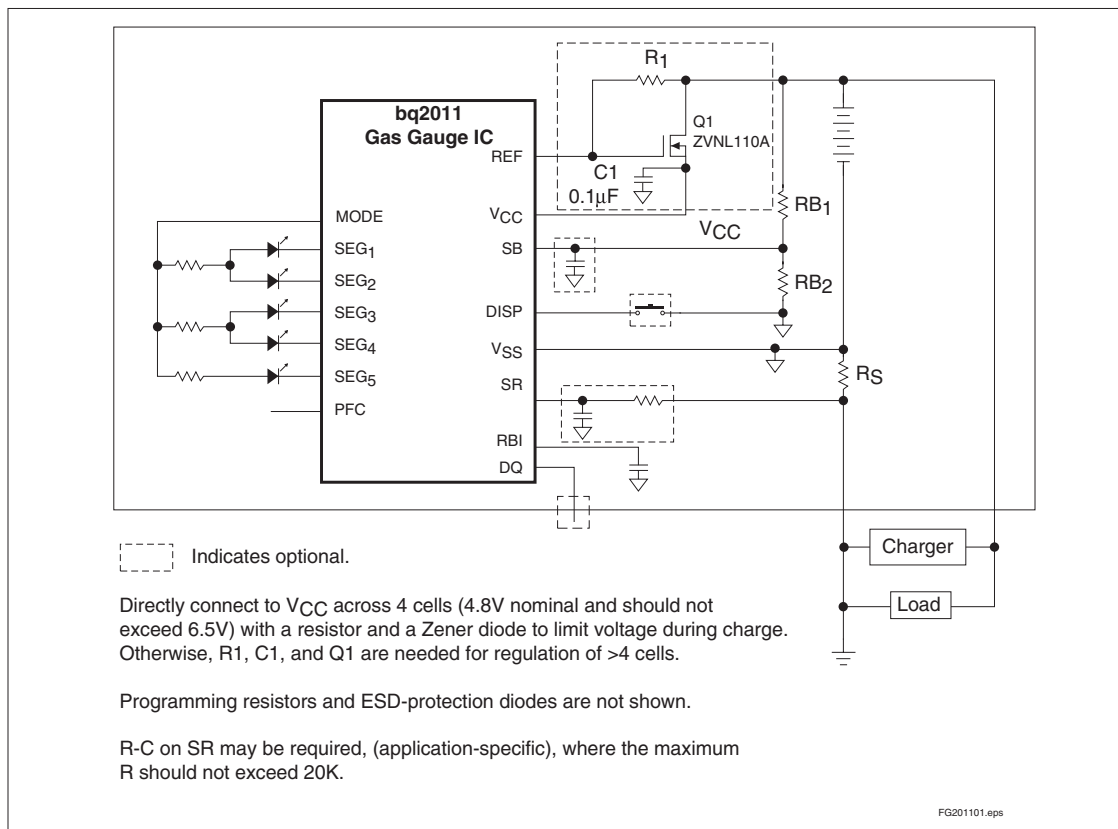 bq2011
Gas Gauge IC
R1
Q1
ZVNL110A
REF
C1
0.1µF
VCC
VCC
MODE
SB
RB1
SEG1
SEG2
RB2
SEG3
DISP
SEG4
VSS
SEG5
SR
RS
PFC
RBI
DQ
Charger
Load
Indicates optional.
Directly connect to VCC across 4 cells (4.8V nominal and should not
exceed 6.5V) with a resistor and a Zener diode to limit voltage during charge.
Otherwise, R1, C1, and Q1 are needed for regulation of >4 cells.
Programming resistors and ESD-protection diodes are not shown.
R-C on SR may be required, (application-specific), where the maximum
R should not exceed 20K.
FG201101.eps